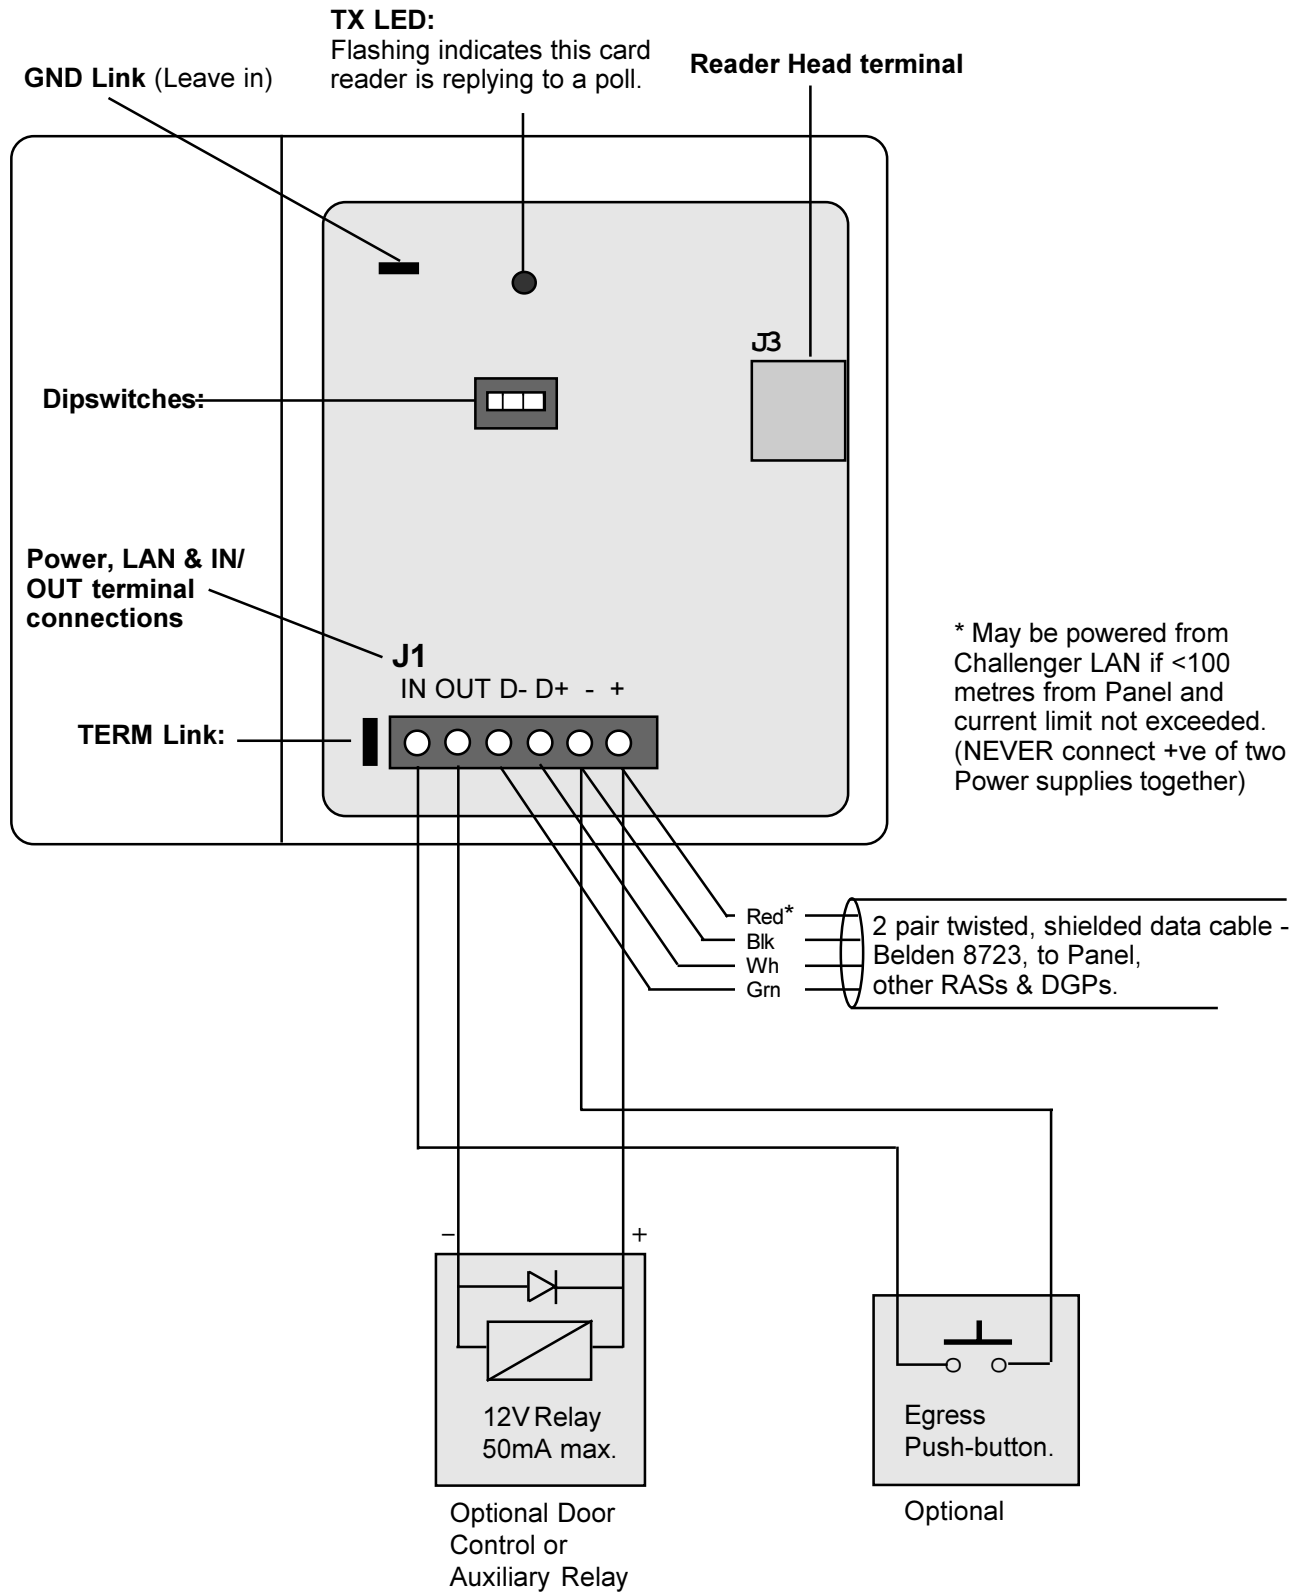 TX LED:
Flashing indicates this card
reader is replying to a poll.
GND Link (Leave in)
Reader Head terminal
J3
Dipswitches:
Power, LAN & IN/
OUT terminal
connections
J1
IN OUT D- D+ - +
TERM Link:
* May be powered from
Challenger LAN if <100
metres from Panel and
current limit not exceeded.
(NEVER connect +ve of two
Power supplies together)
Red*
Blk
Wh
Grn
2 pair twisted, shielded data cable -
Belden 8723, to Panel,
other RASs & DGPs.
– +
12V Relay
50mA max.
Optional Door
Control or
Auxiliary Relay
Egress
Push-button.
Optional